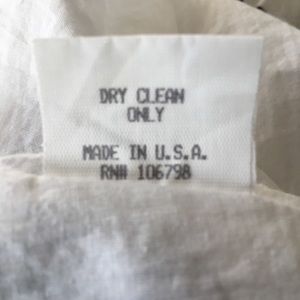 DRY CLEAN
ONLY
MADE IN U.S.A.
RN# 106798